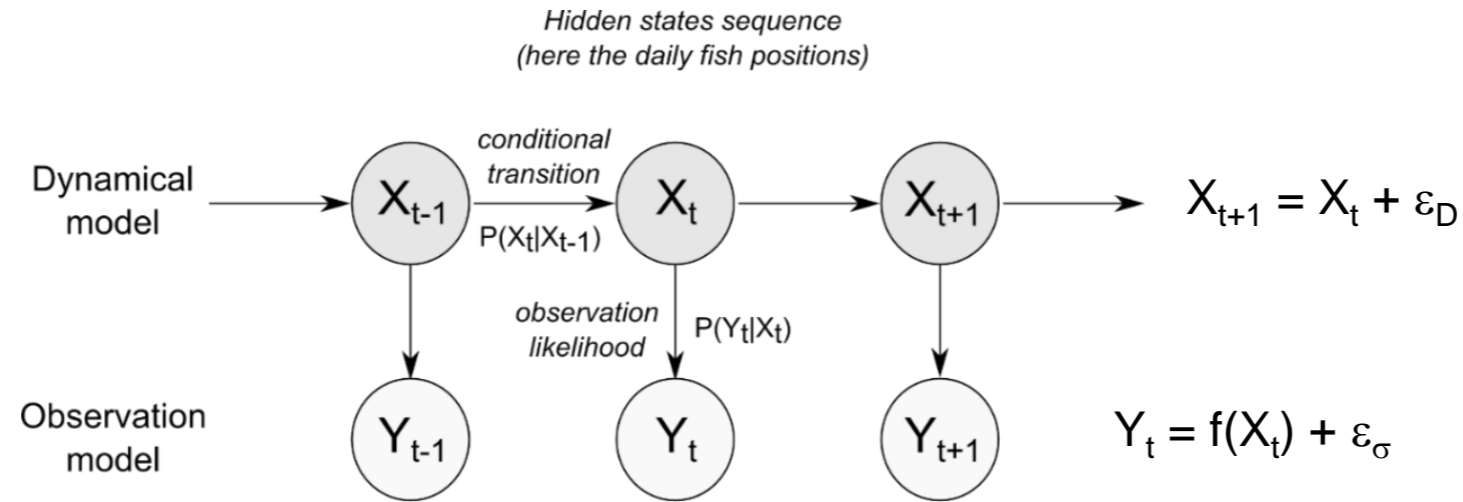 Hidden states sequence
(here the daily fish positions)
conditional
transition
Dynamical
model
X_{t-1}
X_t
X_{t+1}
X_{t+1} = X_t + ε_D
P(X_t|X_{t-1})
observation
likelihood
P(Y_t|X_t)
Observation
model
Y_{t-1}
Y_t
Y_{t+1}
Y_t = f(X_t) + ε_σ